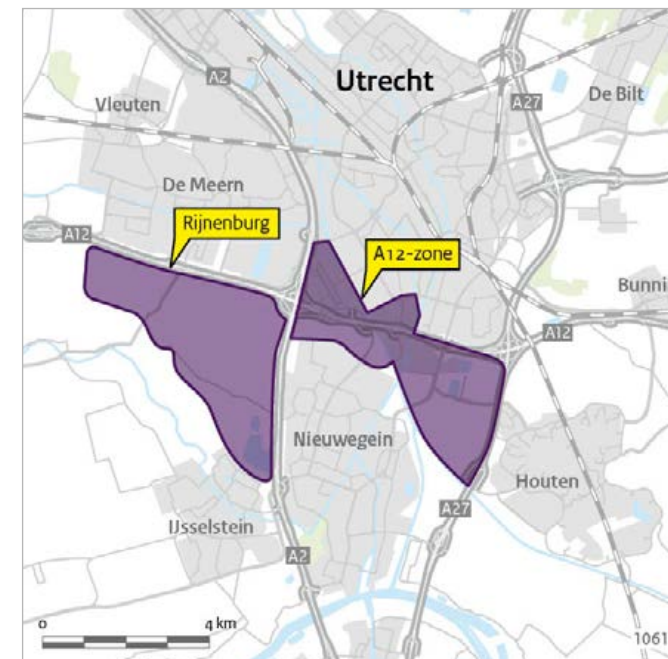 A2
Utrecht
De Bilt
Vleuten
A27
De Meern
Rijnenburg
A12
A12-zone
Bunni
A12
Nieuwegein
Houten
A27
IJsselstein
A2
0 4 km
1061